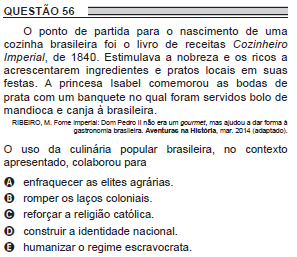 QUESTÃO 56
O ponto de partida para o nascimento de uma
cozinha brasileira foi o livro de receitas Cozinheiro
Imperial, de 1840. Estimulava a nobreza e os ricos a
acrescentarem ingredientes e pratos locais em suas
festas. A princesa Isabel comemorou as bodas de
prata com um banquete no qual foram servidos bolo de
mandioca e canja à brasileira.
RIBEIRO, M. Fome Imperial: Dom Pedro II não era um gourmet, mas ajudou a dar forma à
gastronomia brasileira. Aventuras na História, mar. 2014 (adaptado).
O uso da culinária popular brasileira, no contexto
apresentado, colaborou para
A enfraquecer as elites agrárias.
B romper os laços coloniais.
C reforçar a religião católica.
D construir a identidade nacional.
E humanizar o regime escravocrata.